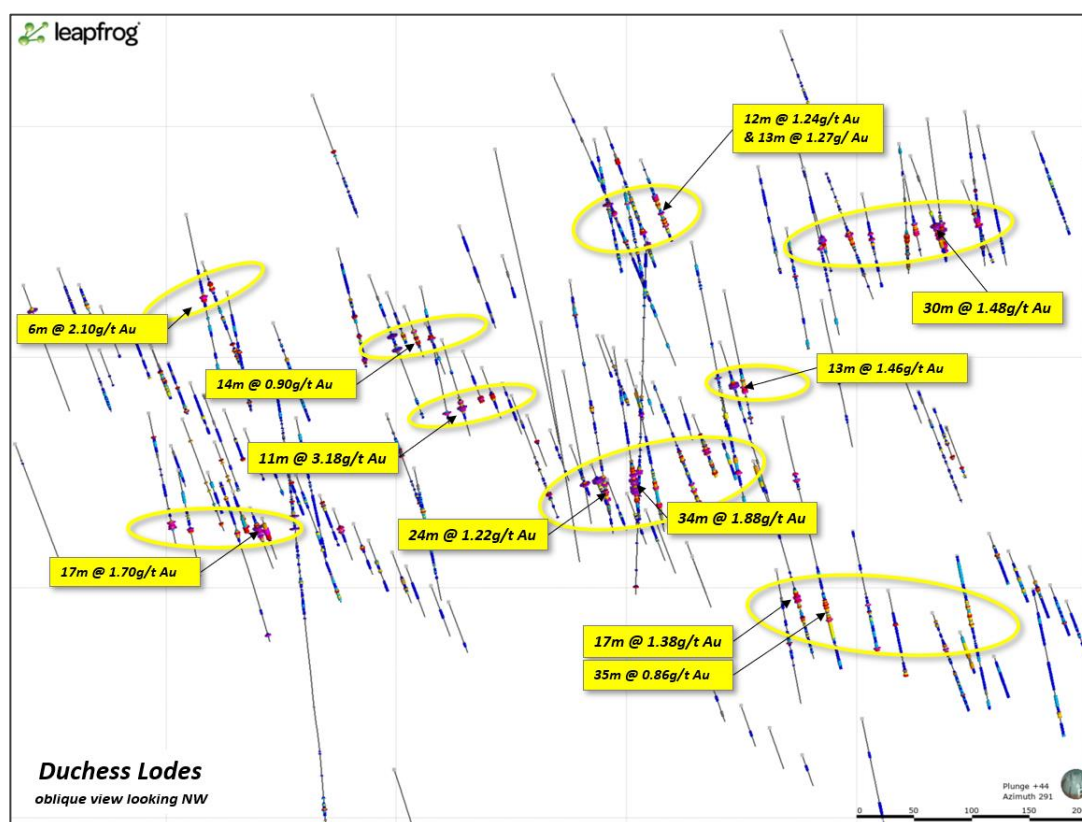 leapfrog
12m @ 1.24g/t Au
& 13m @ 1.27g/ Au
30m @ 1.48g/t Au
6m @ 2.10g/t Au
13m @ 1.46g/t Au
14m @ 0.90g/t Au
11m @ 3.18g/t Au
34m @ 1.88g/t Au
24m @ 1.22g/t Au
17m @ 1.70g/t Au
17m @ 1.38g/t Au
35m @ 0.86g/t Au
Duchess Lodes
oblique view looking NW
Plunge +44
Azimuth 291
0 50 100 150